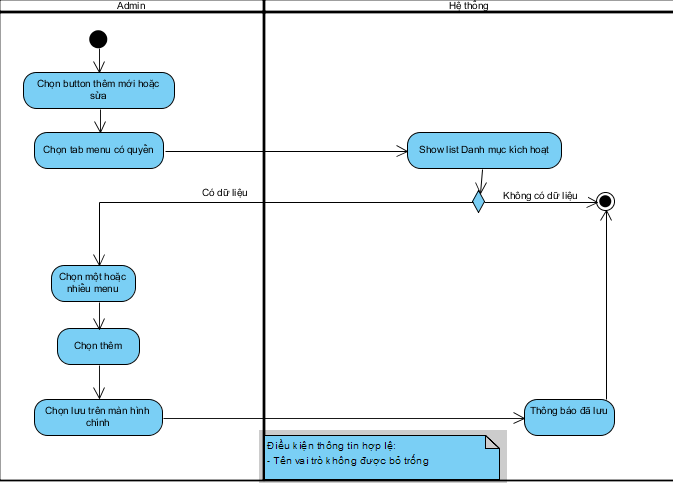 Admin
Hệ thống
Chọn button thêm mới hoặc
sửa
Chọn tab menu có quyền
Show list Danh mục kích hoạt
Có dữ liệu
Không có dữ liệu
Chọn một hoặc
nhiều menu
Chọn thêm
Chọn lưu trên màn hình
chính
Thông báo đã lưu
Điều kiện thông tin hợp lệ:
- Tên vai trò không được bỏ trống